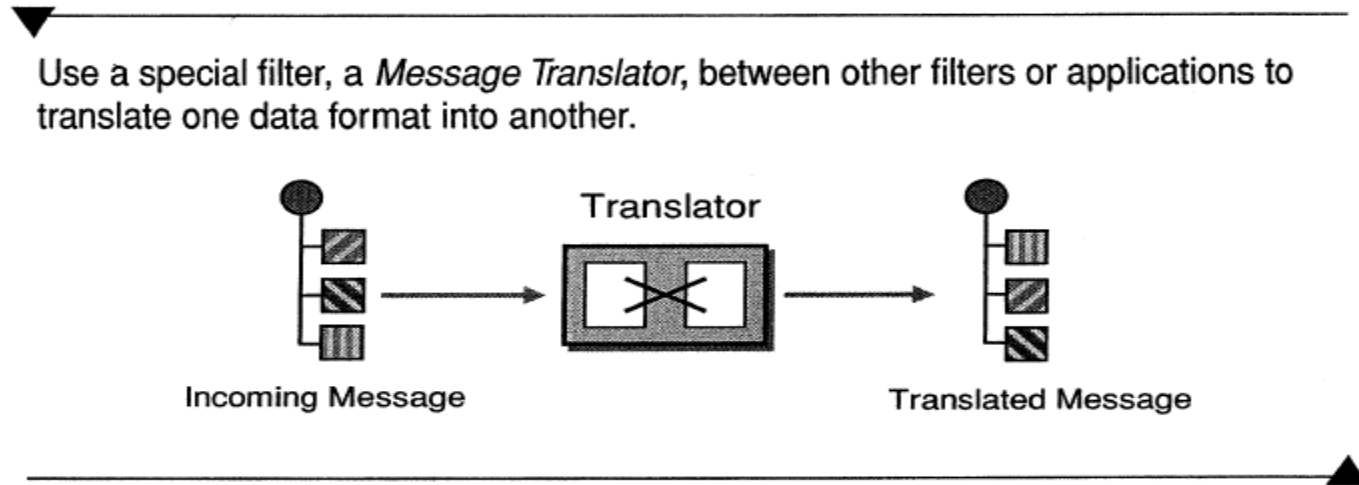 Use a special filter, a Message Translator, between other filters or applications to
translate one data format into another.
Translator
Incoming Message
Translated Message